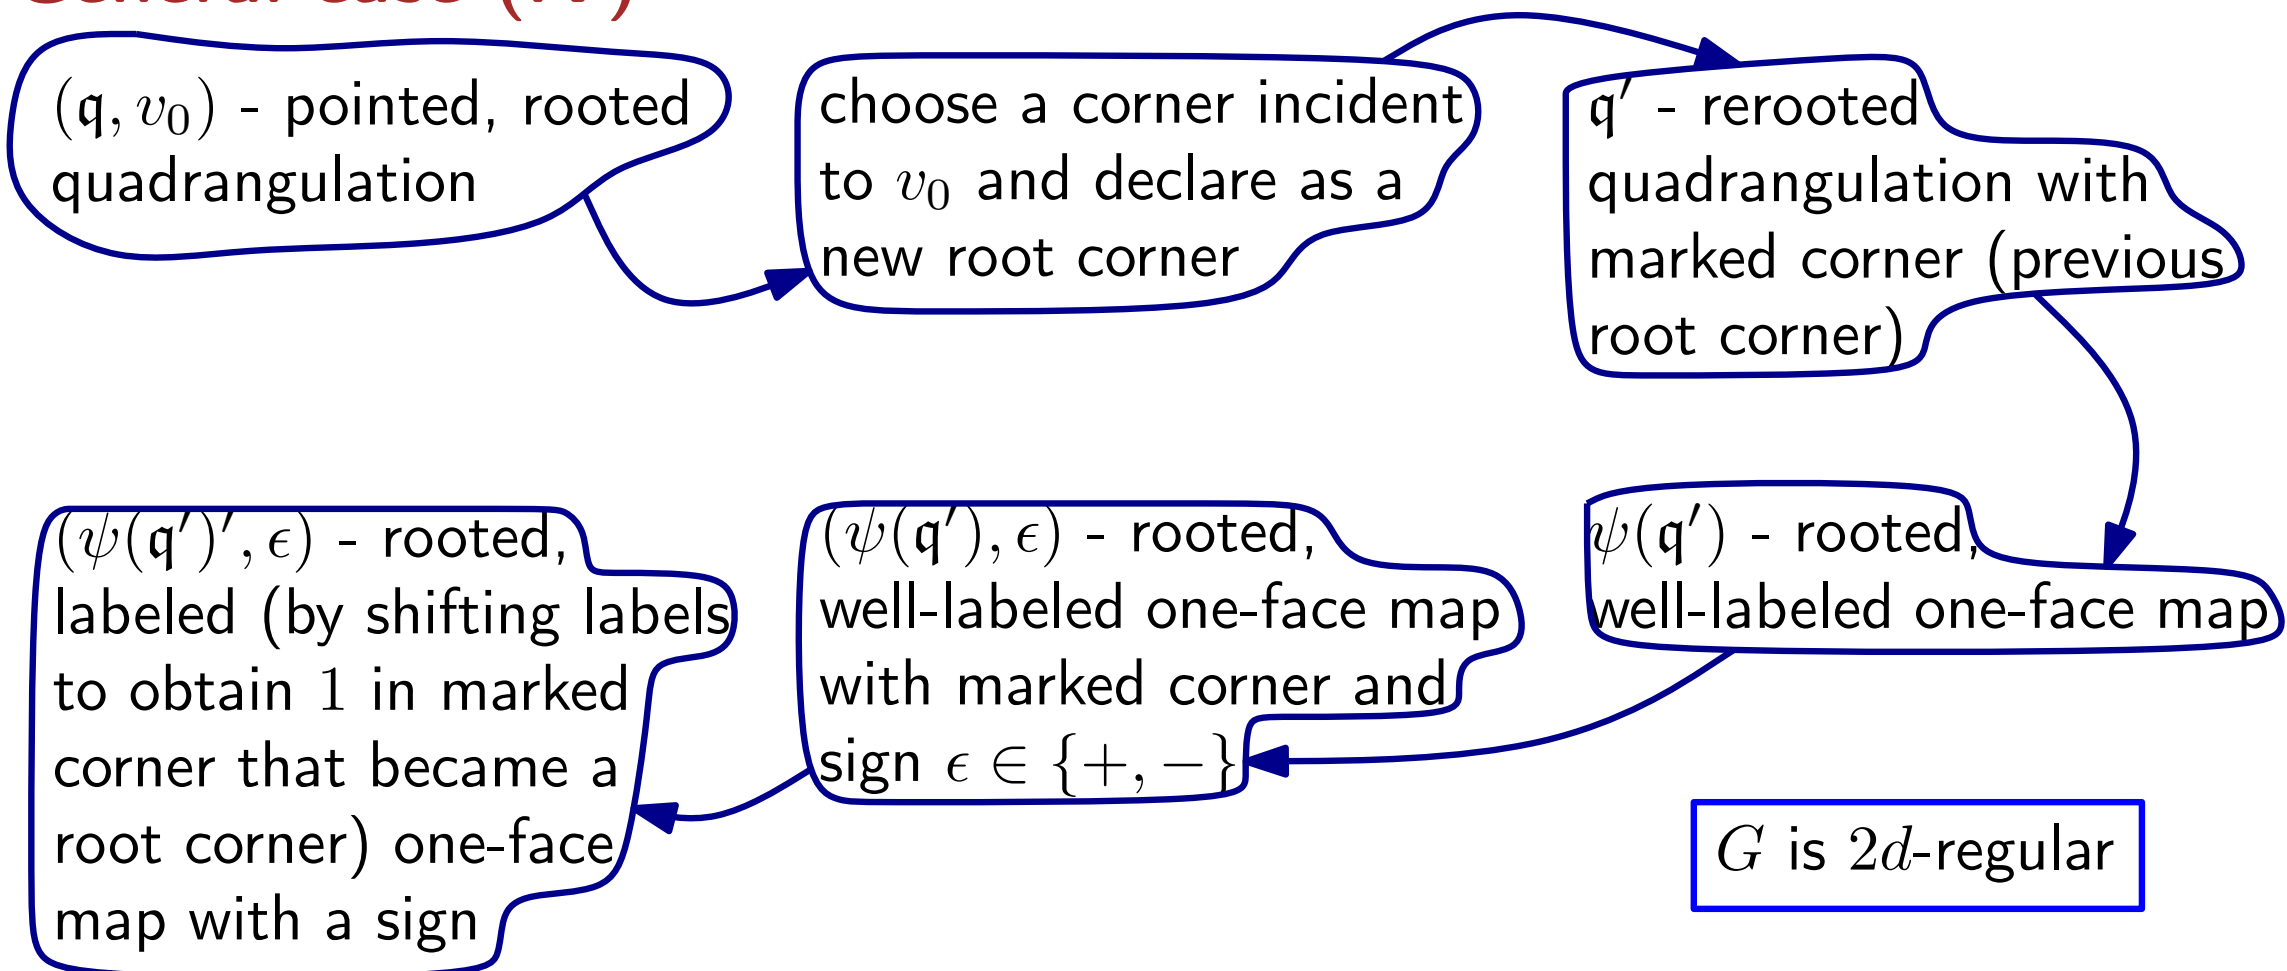 General case (IV)
(𝔮, v₀) - pointed, rooted
quadrangulation
choose a corner incident
to v₀ and declare as a
new root corner
𝔮′ - rerooted
quadrangulation with
marked corner (previous
root corner)
ψ(𝔮′) - rooted,
well-labeled one-face map
(ψ(𝔮′), ϵ) - rooted,
well-labeled one-face map
with marked corner and
sign ϵ ∈ {+, −}
(ψ(𝔮′)′, ϵ) - rooted,
labeled (by shifting labels
to obtain 1 in marked
corner that became a
root corner) one-face
map with a sign
G is 2d-regular